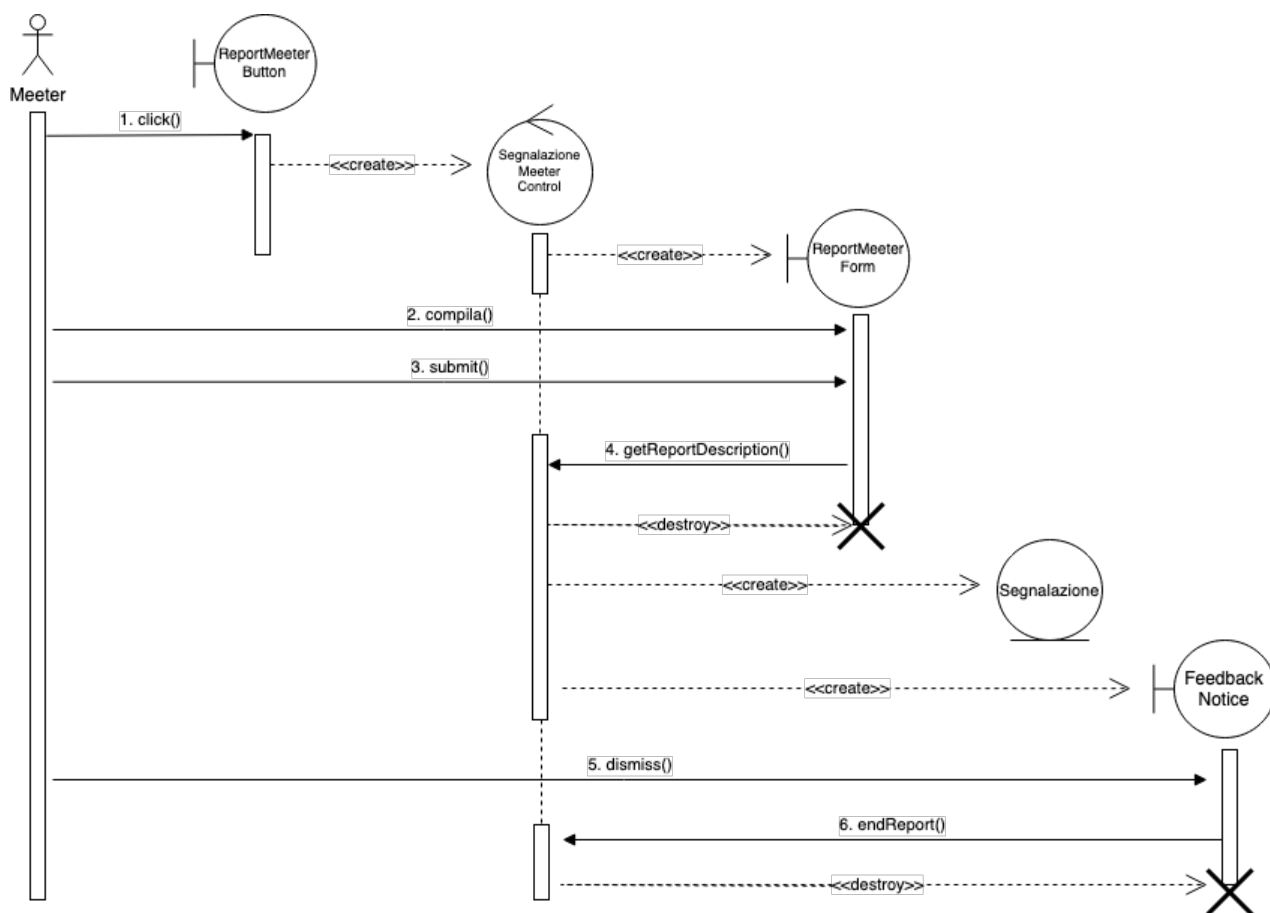 ReportMeeter
Button
Meeter
1. click()
<<create>>
Segnalazione
Meeter
Control
<<create>>
ReportMeeter
Form
2. compila()
3. submit()
4. getReportDescription()
<<destroy>>
<<create>>
Segnalazione
<<create>>
Feedback
Notice
5. dismiss()
6. endReport()
<<destroy>>